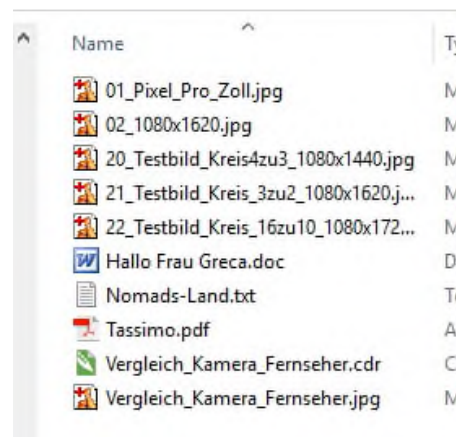 Name T
01_Pixel_Pro_Zoll.jpg M
02_1080x1620.jpg M
20_Testbild_Kreis4zu3_1080x1440.jpg M
21_Testbild_Kreis_3zu2_1080x1620.j... M
22_Testbild_Kreis_16zu10_1080x172... M
Hallo Frau Greca.doc D
Nomads-Land.txt Te
Tassimo.pdf A
Vergleich_Kamera_Fernseher.cdr C
Vergleich_Kamera_Fernseher.jpg M